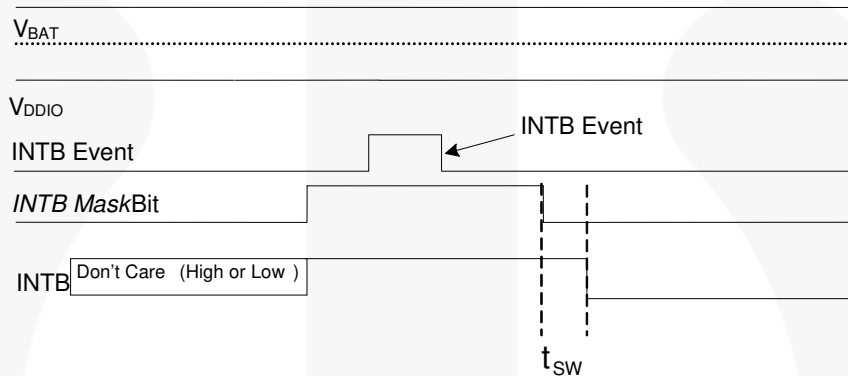 VBAT
VDDIO
INTB Event
INTB Event
INTB MaskBit
INTB
Don't Care (High or Low )
tSW